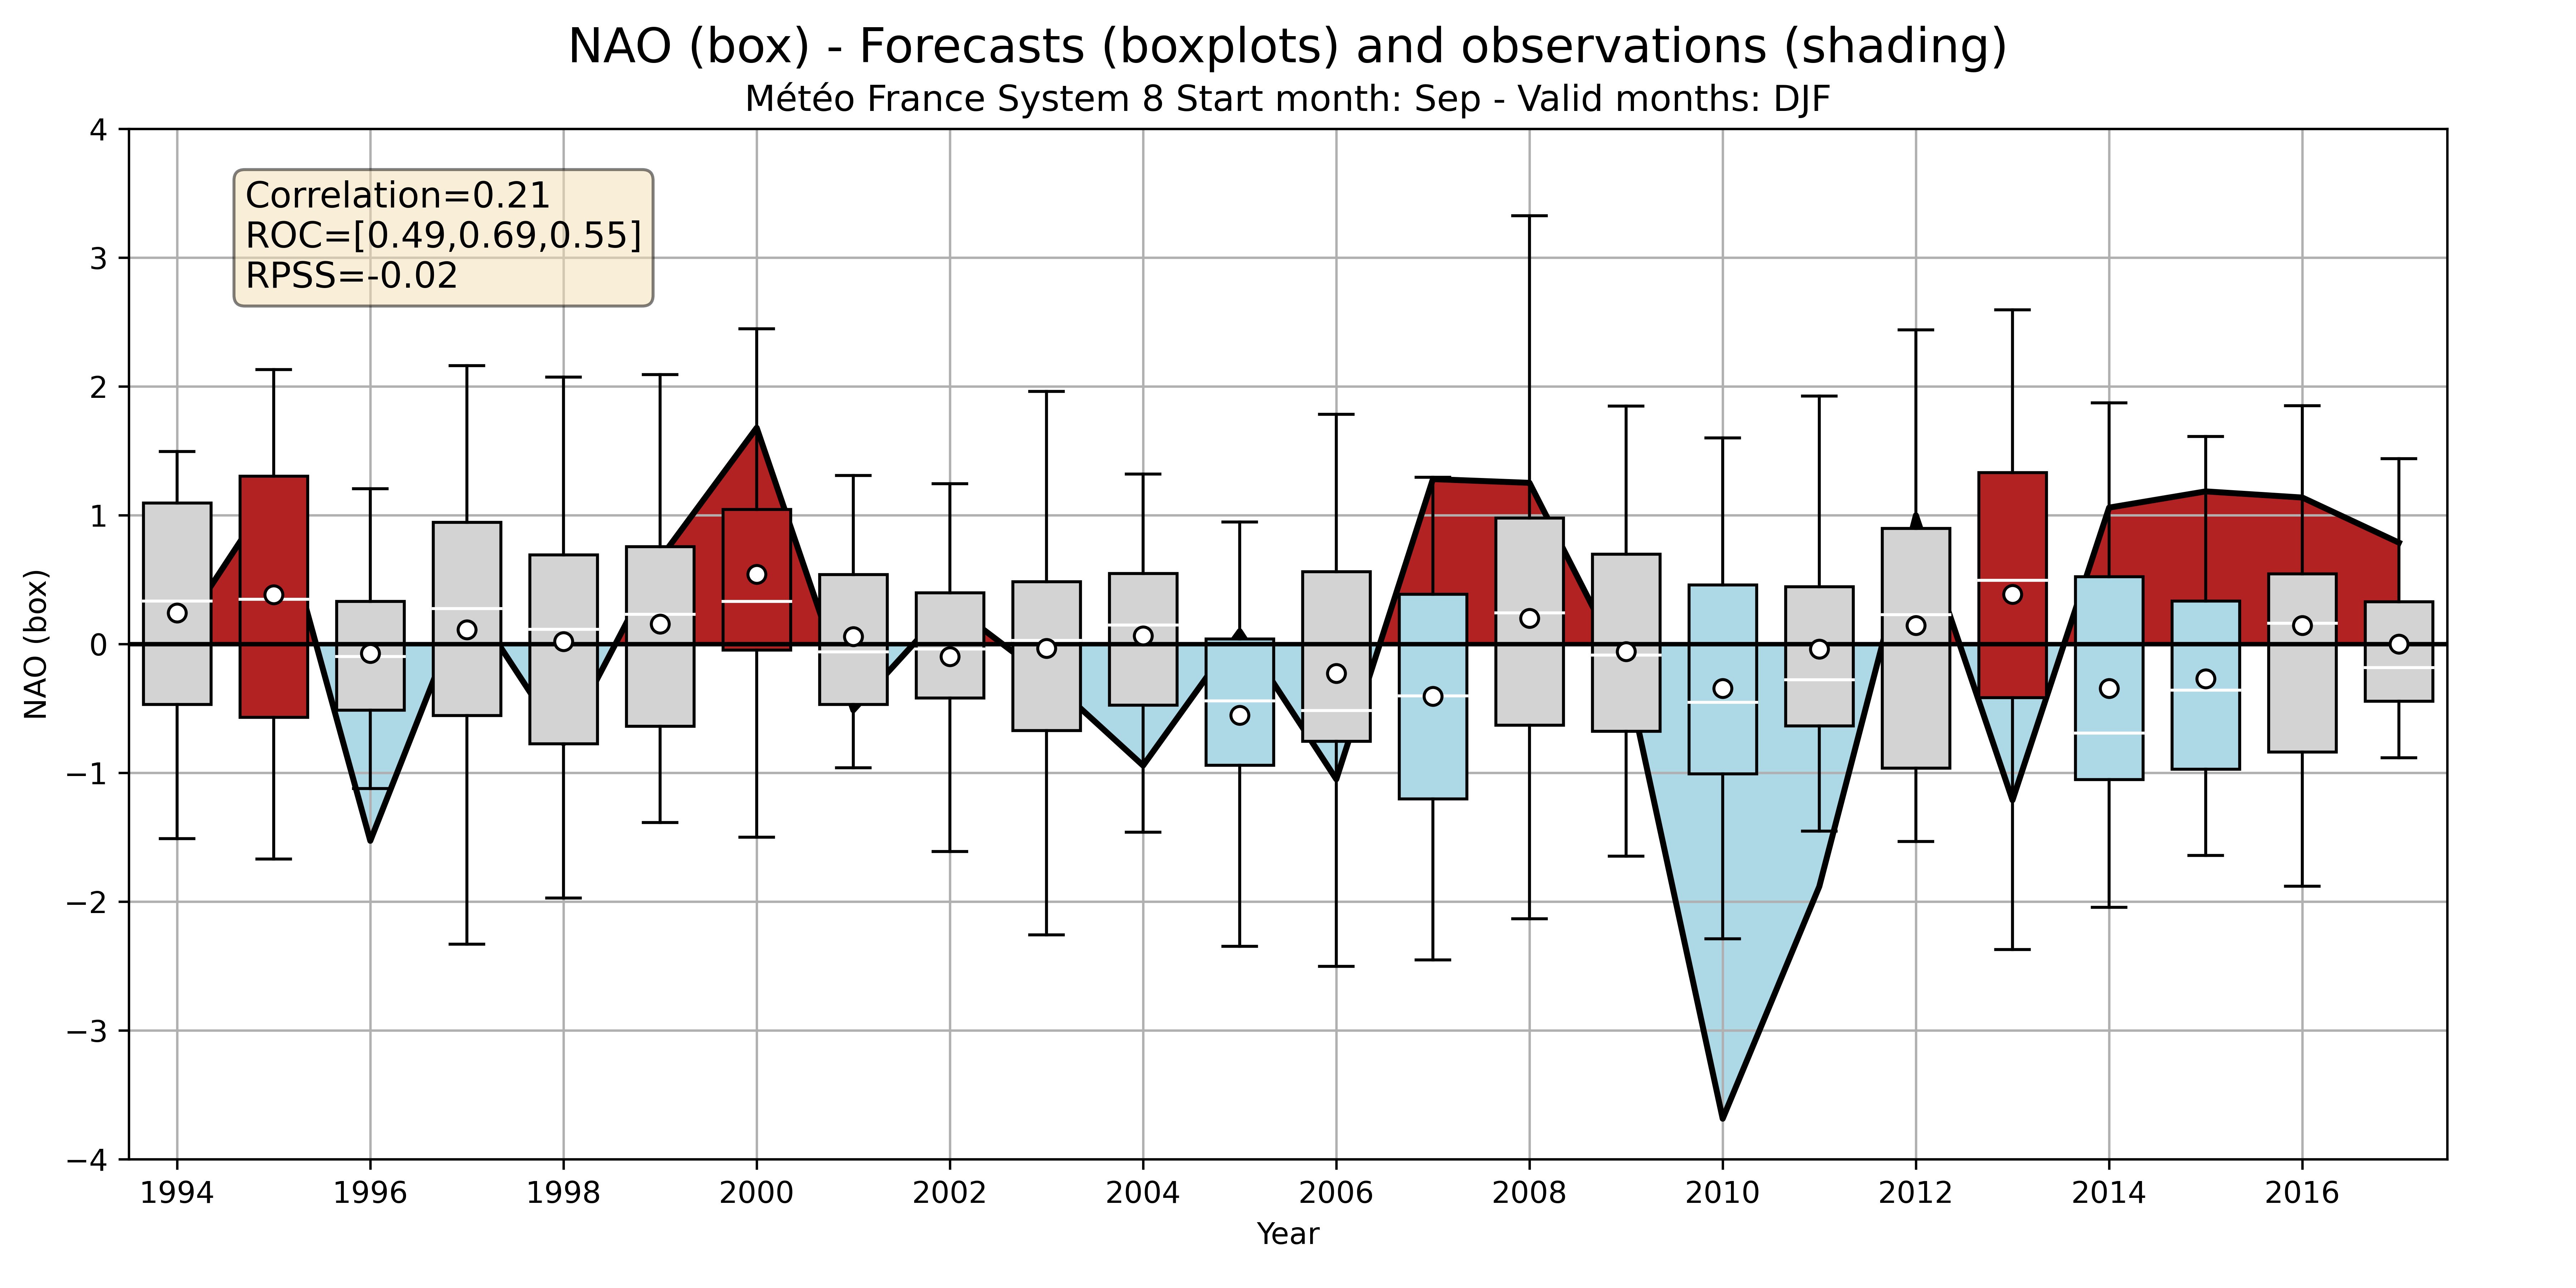 NAO (box) - Forecasts (boxplots) and observations (shading)
Météo France System 8 Start month: Sep - Valid months: DJF
Correlation=0.21
ROC=[0.49,0.69,0.55]
RPSS=-0.02
NAO (box)
4
3
2
1
0
−1
−2
−3
−4
1994 1996 1998 2000 2002 2004 2006 2008 2010 2012 2014 2016
Year